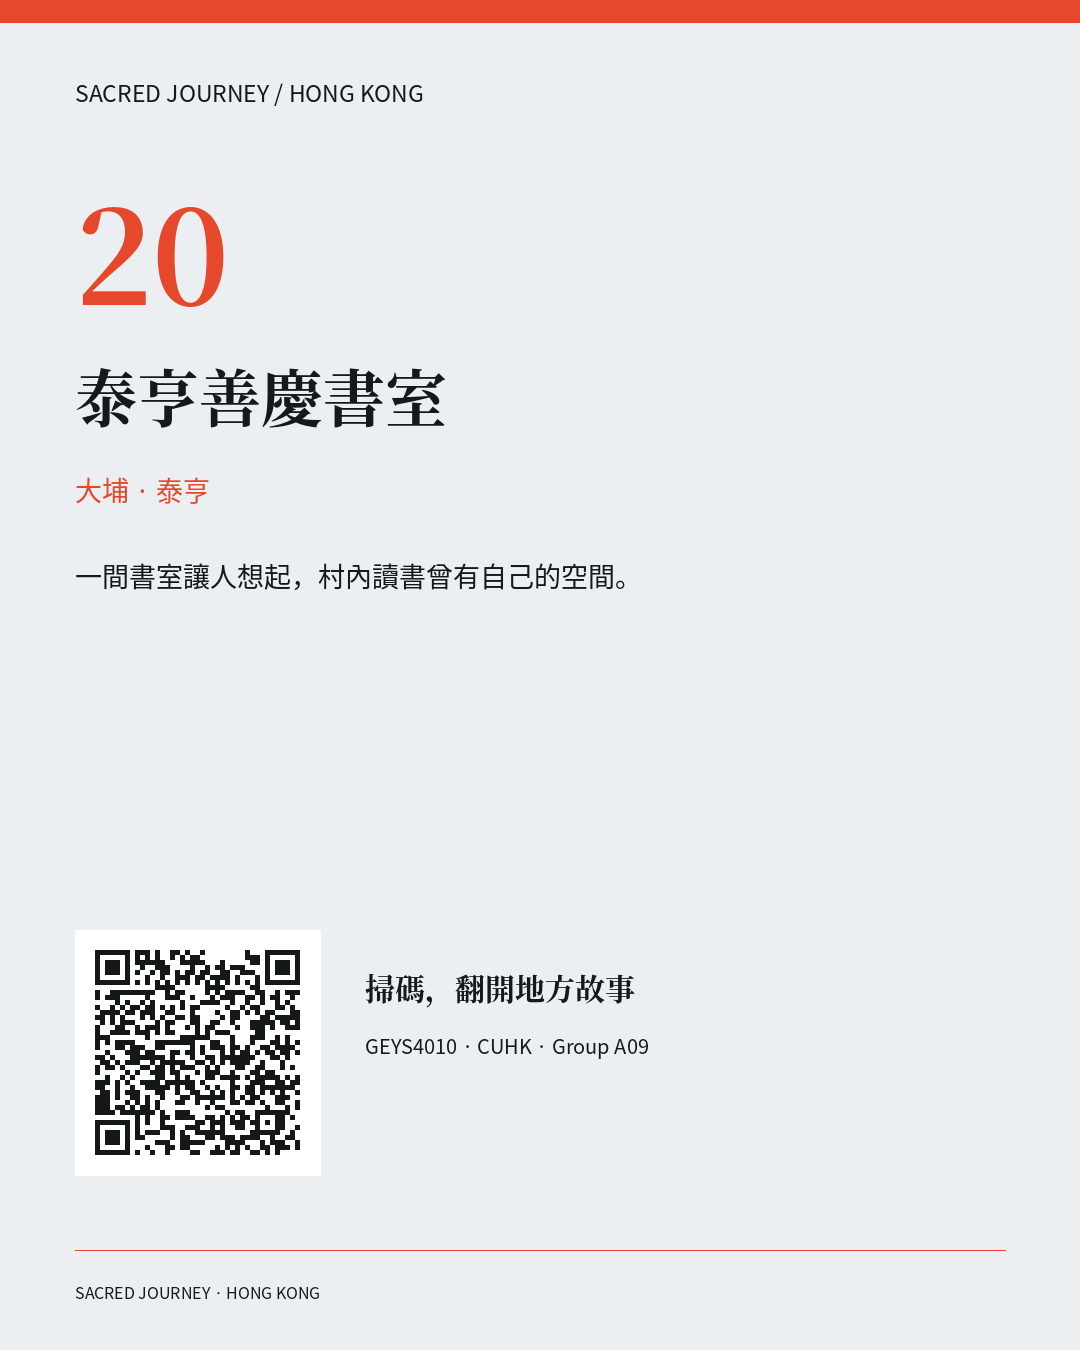 SACRED JOURNEY / HONG KONG
20
泰亨善慶書室
大埔 · 泰亨
一間書室讓人想起，村內讀書曾有自己的空間。
掃碼，翻開地方故事
GEYS4010 · CUHK · Group A09
SACRED JOURNEY · HONG KONG